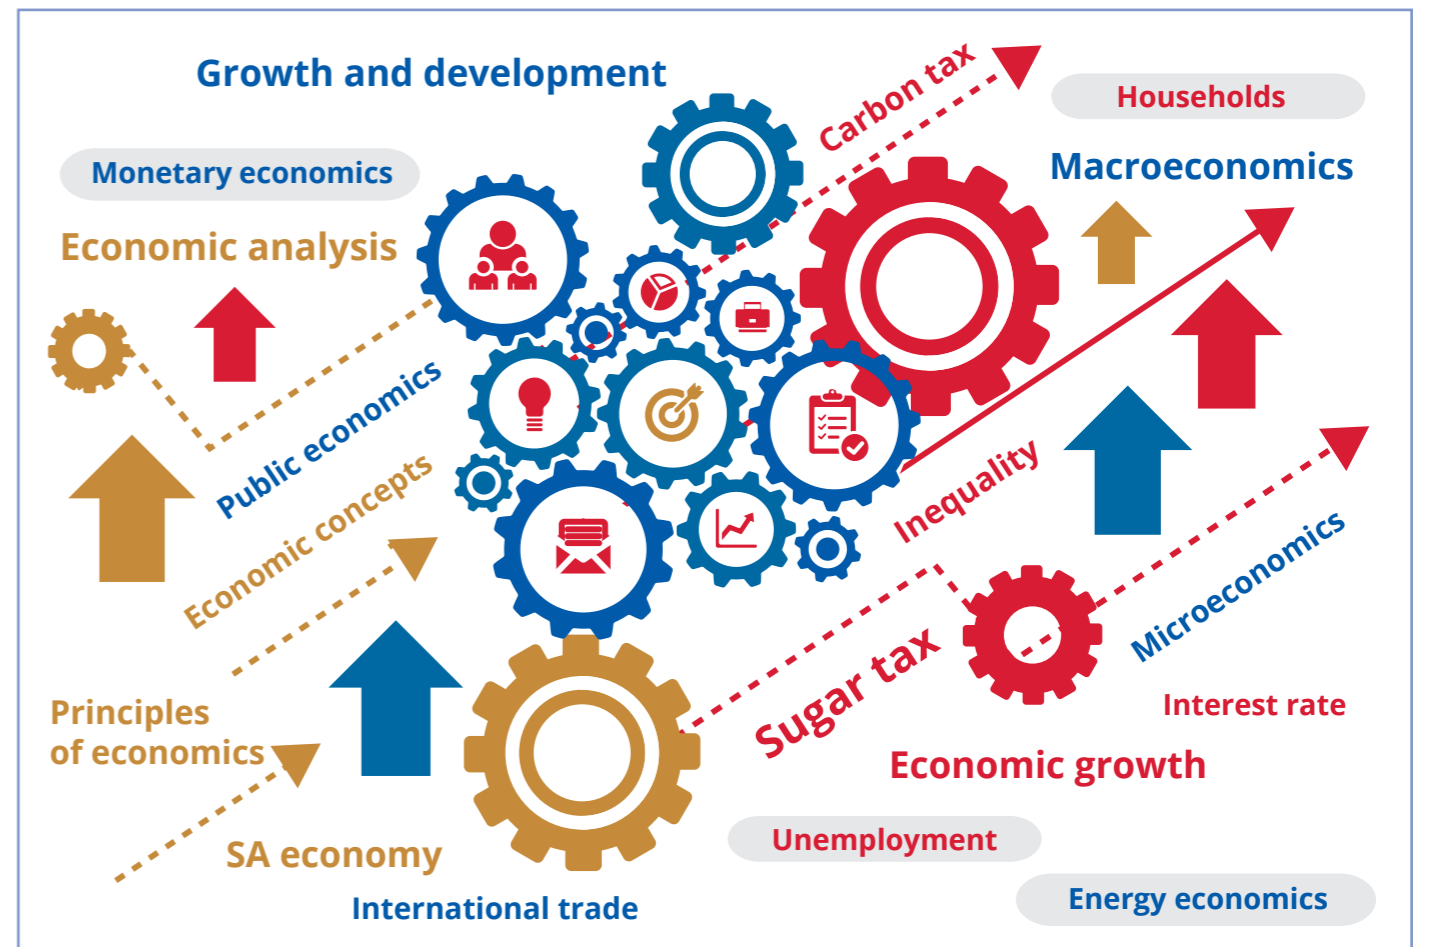 Growth and development
Carbon tax
Households
Monetary economics
Macroeconomics
Economic analysis
Public economics
Economic concepts
Inequality
Microeconomics
Sugar tax
Principles
of economics
Interest rate
Economic growth
SA economy
Unemployment
International trade
Energy economics